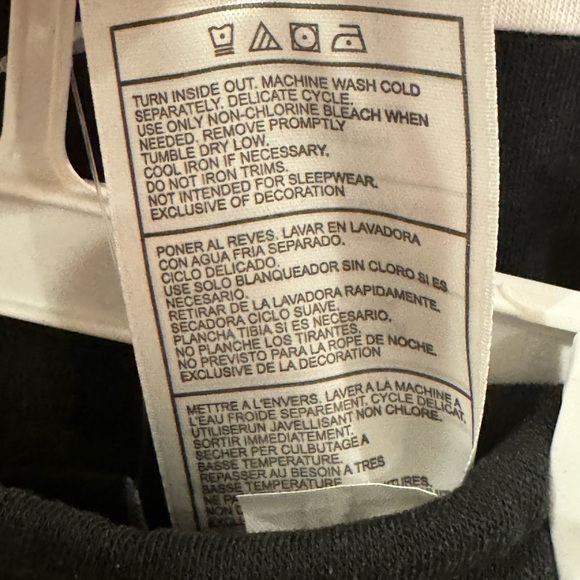 TURN INSIDE OUT. MACHINE WASH COLD
SEPARATELY. DELICATE CYCLE.
USE ONLY NON-CHLORINE BLEACH WHEN
NEEDED. REMOVE PROMPTLY
TUMBLE DRY LOW.
COOL IRON IF NECESSARY.
DO NOT IRON TRIMS.
NOT INTENDED FOR SLEEPWEAR.
EXCLUSIVE OF DECORATION
PONER AL REVES. LAVAR EN LAVADORA
CON AGUA FRIA SEPARADO.
CICLO DELICADO.
USE SOLO BLANQUEADOR SIN CLORO SI ES
NECESARIO.
RETIRAR DE LA LAVADORA RAPIDAMENTE.
SECADORA CICLO SUAVE.
PLANCHA TIBIA SI ES NECESARIO.
NO PLANCHE LOS TIRANTES.
NO PREVISTO PARA LA ROPE DE NOCHE.
EXCLUSIVE DE LA DECORATION
METTRE A L'ENVERS. LAVER A LA MACHINE A
L'EAU FROIDE SEPAREMENT. CYCLE DELICAT.
UTILISERUN JAVELLISANT NON CHLORE.
SORTIR IMMEDIATEMENT.
SECHER PAR CULBUTAGE A
BASSE TEMPERATURE.
REPASSER AU BESOIN A TRES
BASSE TEMPERATURE
NE PA
NON D